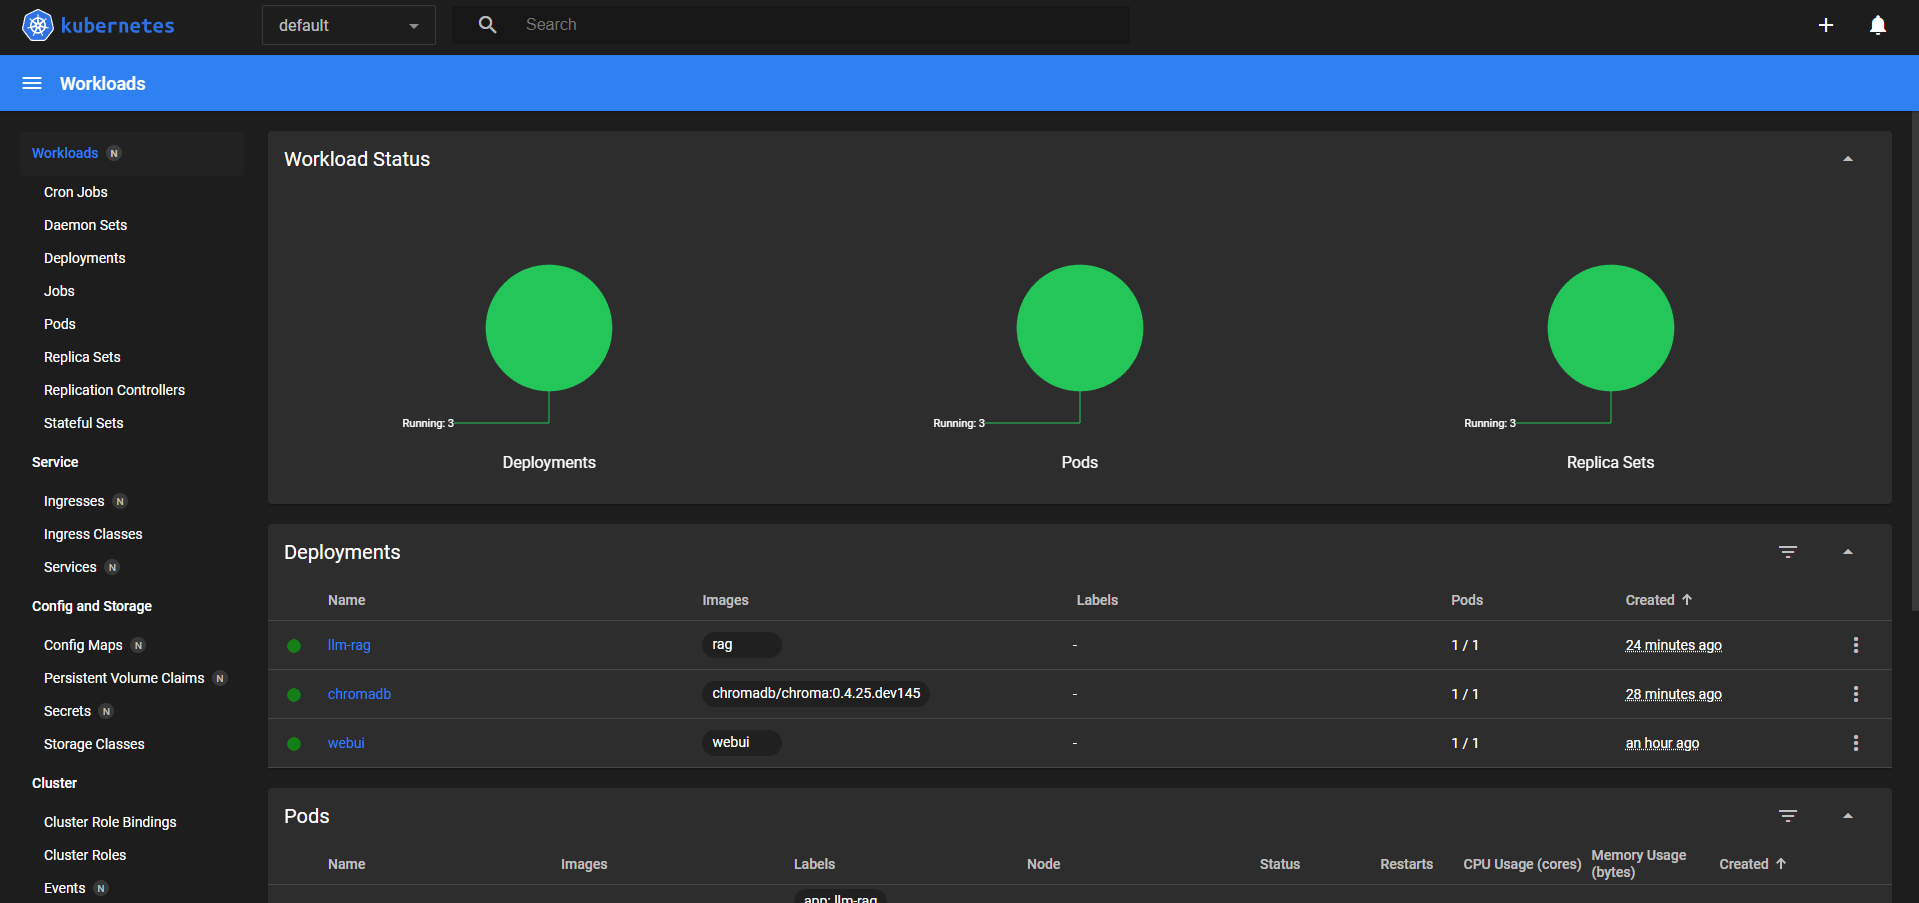 kubernetes
default
Search
Workloads
Workloads N
Cron Jobs
Daemon Sets
Deployments
Jobs
Pods
Replica Sets
Replication Controllers
Stateful Sets
Service
Ingresses N
Ingress Classes
Services N
Config and Storage
Config Maps N
Persistent Volume Claims N
Secrets N
Storage Classes
Cluster
Cluster Role Bindings
Cluster Roles
Events N
Workload Status
Running: 3
Deployments
Running: 3
Pods
Running: 3
Replica Sets
Deployments
Name Images Labels Pods Created
llm-rag rag - 1 / 1 24 minutes ago
chromadb chromadb/chroma:0.4.25.dev145 - 1 / 1 28 minutes ago
webui webui - 1 / 1 an hour ago
Pods
Name Images Labels Node Status Restarts CPU Usage (cores) Memory Usage (bytes) Created
app: llm-rag